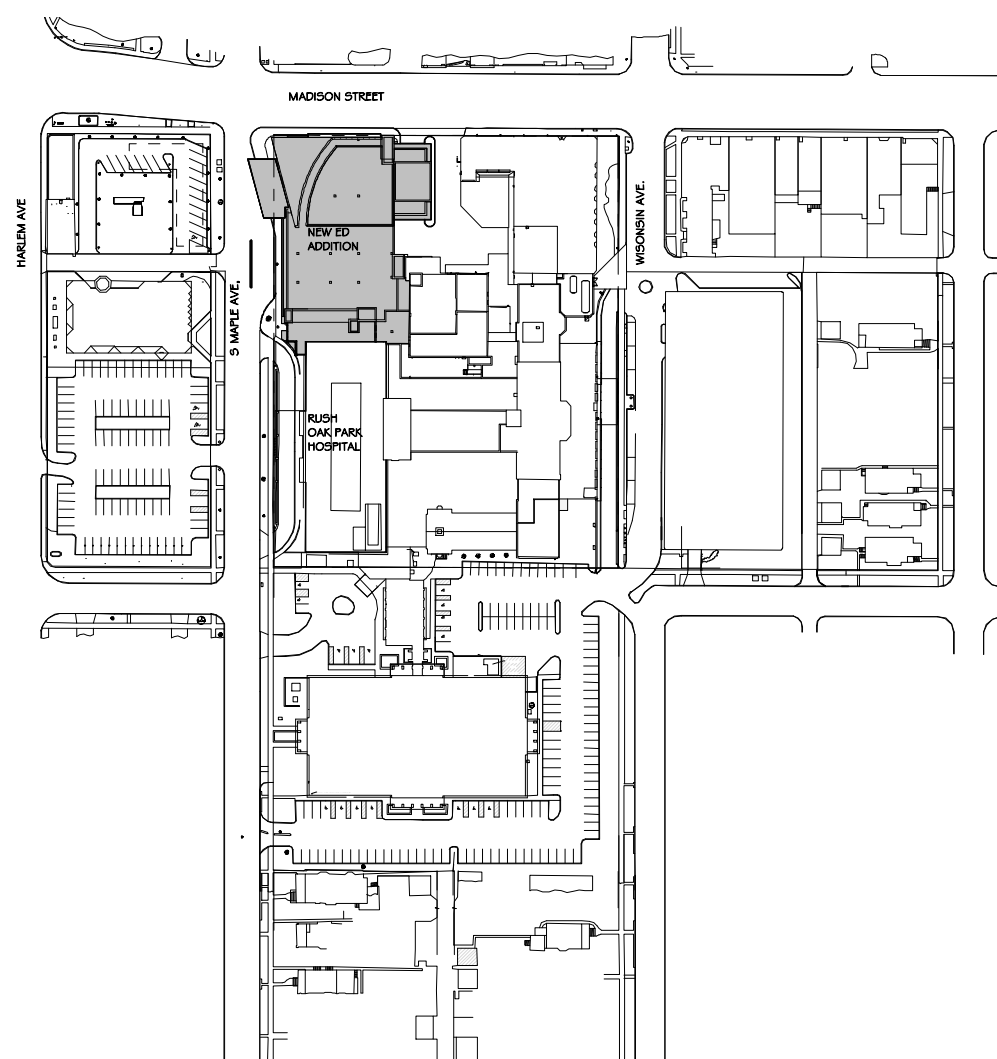 MADISON STREET
HARLEM AVE
WISONSIN AVE.
NEW ED
ADDITION
S MAPLE AVE.
RUSH
OAK PARK
HOSPITAL